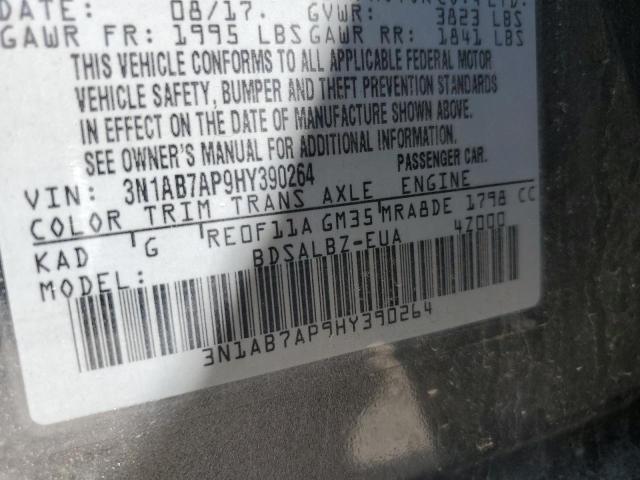 DATE: 08/17. GVWR: 3823 LBS
GAWR FR: 1995 LBS GAWR RR: 1841 LBS
THIS VEHICLE CONFORMS TO ALL APPLICABLE FEDERAL MOTOR
VEHICLE SAFETY, BUMPER AND THEFT PREVENTION STANDARDS
IN EFFECT ON THE DATE OF MANUFACTURE SHOWN ABOVE.
SEE OWNER'S MANUAL FOR ADDITIONAL INFORMATION.
VIN: 3N1AB7AP9HY390264 PASSENGER CAR
COLOR TRIM TRANS AXLE ENGINE
KAD G RE0F11A GM35 MRA8DE 1798 CC
MODEL: BDSALBZ-EUA 4Z000
3N1AB7AP9HY390264